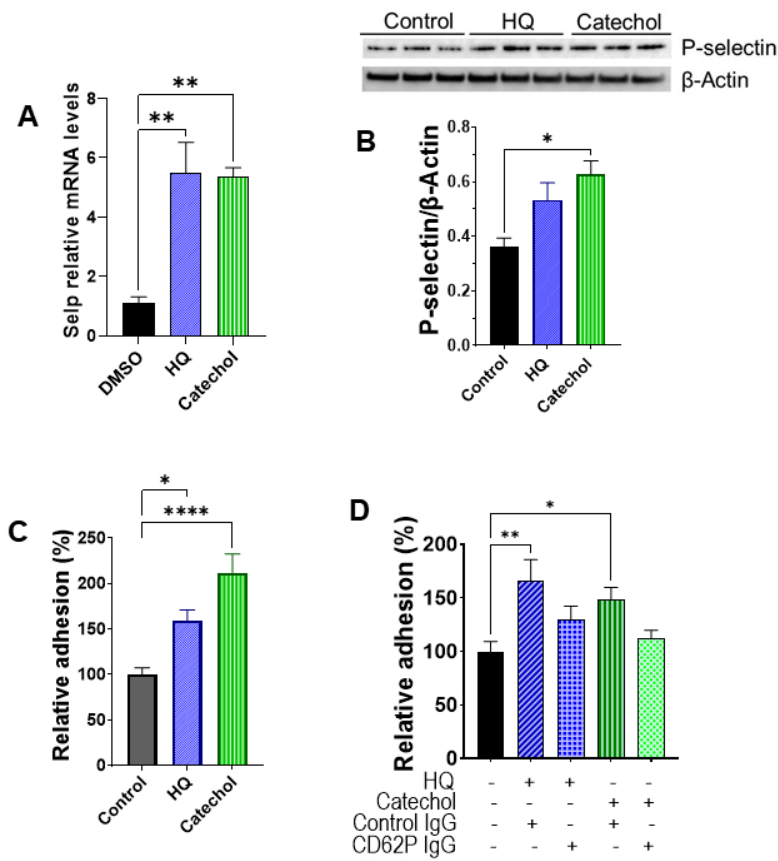 Control HQ Catechol
P-selectin
β-Actin
A
Selp relative mRNA levels
8
6
4
2
0
**
**
DMSO HQ Catechol
B
P-selectin/β-Actin
0.8
0.6
0.4
0.2
0.0
*
Control HQ Catechol
C
Relative adhesion (%)
250
200
150
100
50
0
*
****
Control HQ Catechol
D
Relative adhesion (%)
200
150
100
50
0
*
**
HQ - + + - -
Catechol - - - + +
Control IgG - + - + -
CD62P IgG - - + - +